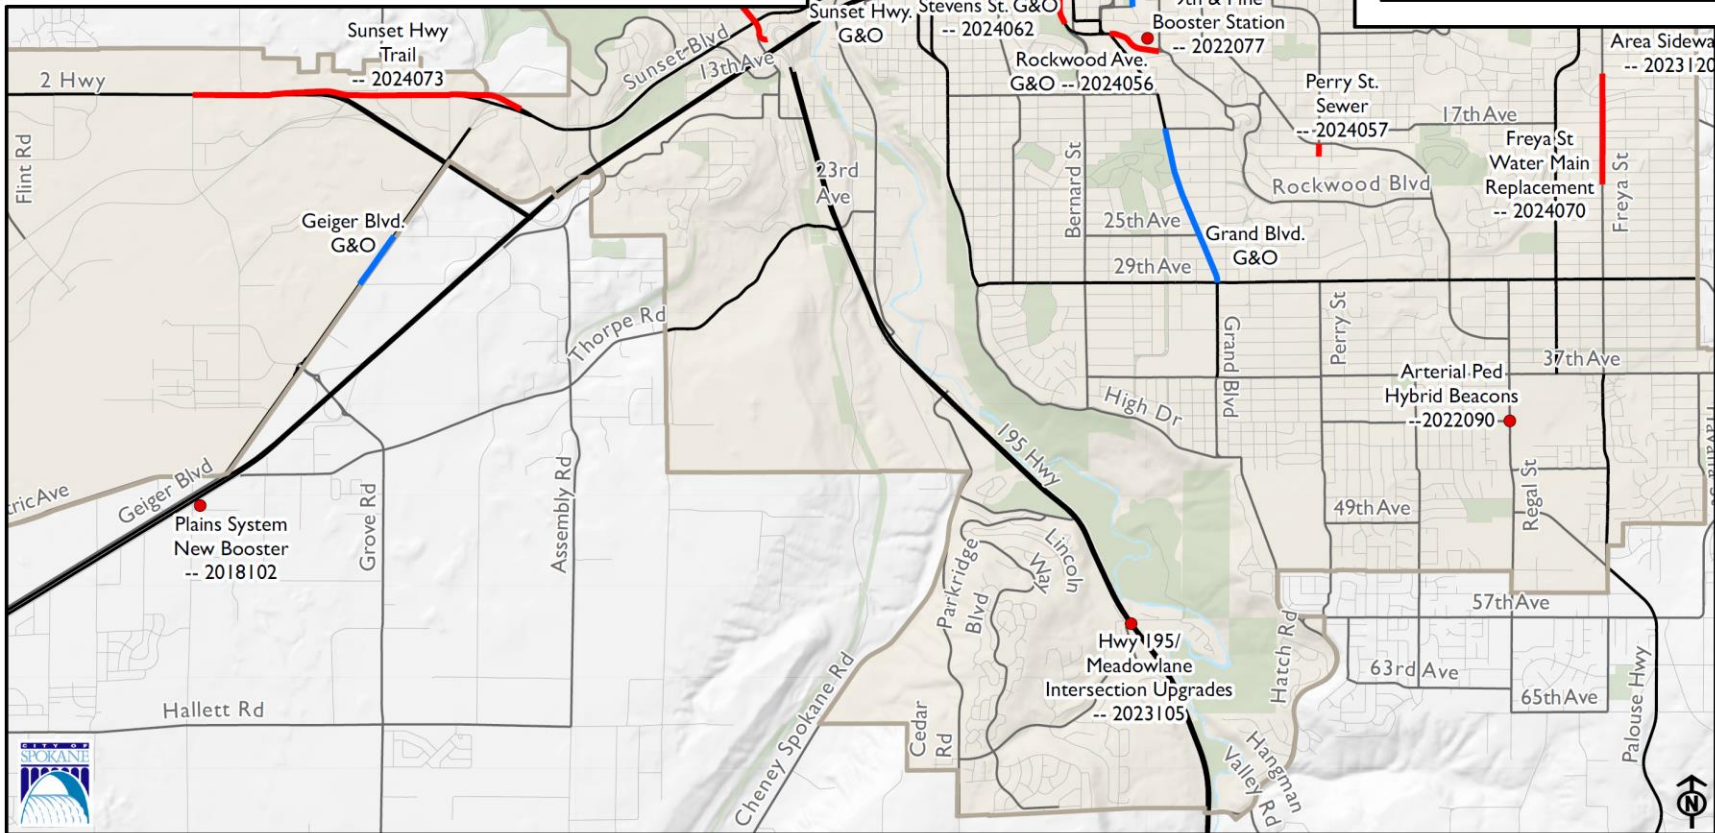 Sunset Hwy
Trail
-- 2024073
2 Hwy
Flint Rd
Sunset Blvd
13th Ave
Sunset Hwy.
G&O
Stevens St. G&O
-- 2024062
Booster Station
-- 2022077
Rockwood Ave.
G&O -- 2024056
Area Sidewa
-- 2023120
Perry St.
Sewer
-- 2024057
17th Ave
Freya St
Water Main
Replacement
-- 2024070
Freya St
Rockwood Blvd
Bernard St
23rd
Ave
25th Ave
29th Ave
Grand Blvd.
G&O
Geiger Blvd.
G&O
Thorpe Rd
Grand Blvd
Perry St
37th Ave
Arterial Ped
Hybrid Beacons
--2022090
High Dr
195 Hwy
Regal St
49th Ave
tricAve
Geiger Blvd
Plains System
New Booster
-- 2018102
Grove Rd
Assembly Rd
Parkridge
Blvd
Lincoln
Way
57th Ave
Hwy 195/
Meadowlane
Intersection Upgrades
-- 2023105
Hatch Rd
63rd Ave
65th Ave
Palouse Hwy
Hallett Rd
Cheney Spokane Rd
Cedar
Rd
Hangman
Valley Rd
CITY OF
SPOKANE
N